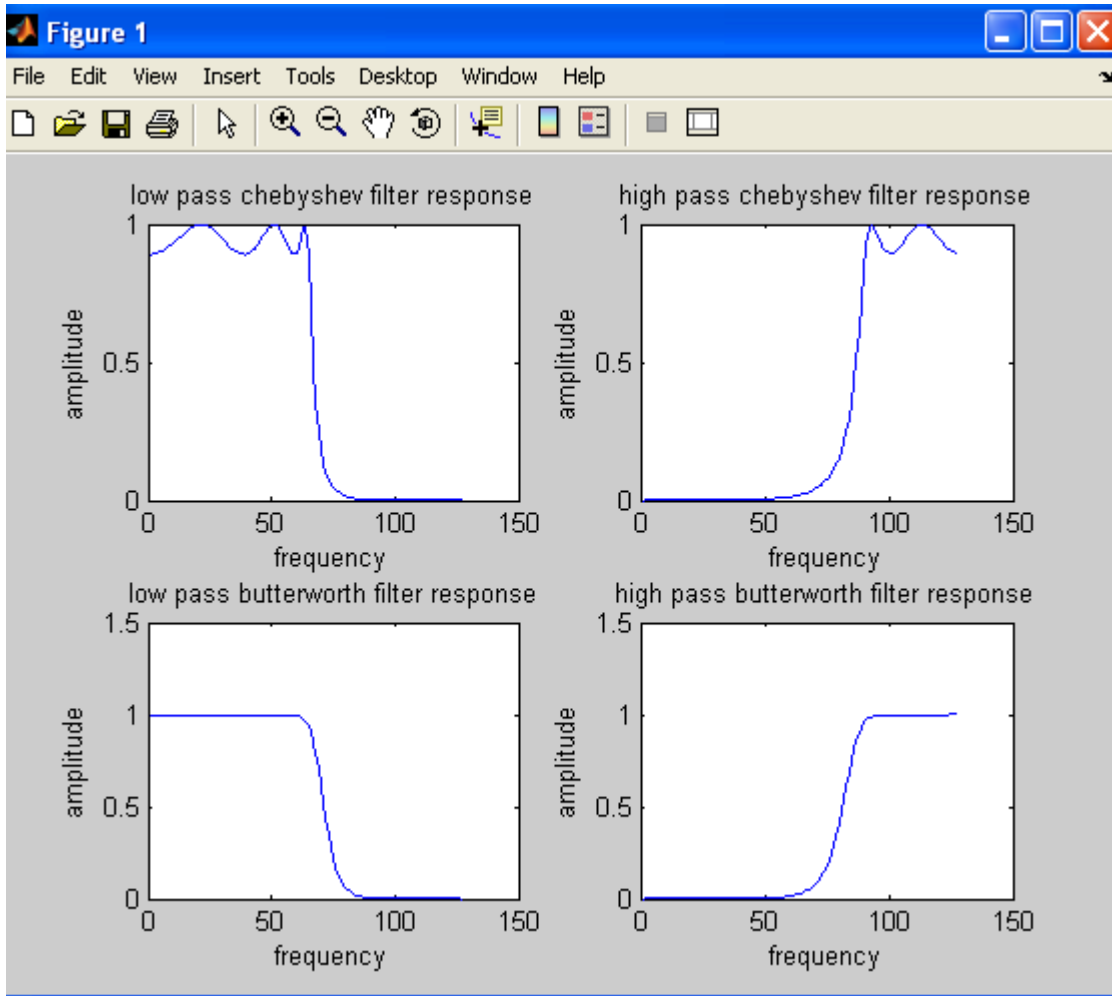 Figure 1
File Edit View Insert Tools Desktop Window Help
low pass chebyshev filter response
1
0.5
0
amplitude
0 50 100 150
frequency
high pass chebyshev filter response
1
0.5
0
amplitude
0 50 100 150
frequency
low pass butterworth filter response
1.5
1
0.5
0
amplitude
0 50 100 150
frequency
high pass butterworth filter response
1.5
1
0.5
0
amplitude
0 50 100 150
frequency